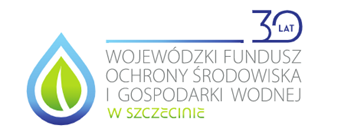 30 LAT
WOJEWÓDZKI FUNDUSZ
OCHRONY ŚRODOWISKA
I GOSPODARKI WODNEJ
W SZCZECINIE